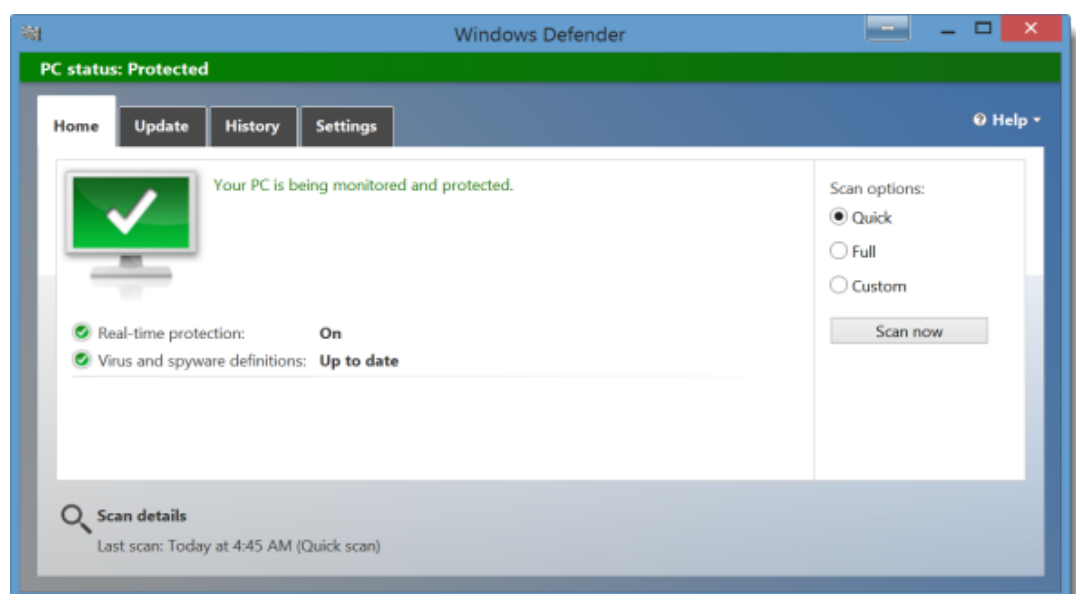 Windows Defender
PC status: Protected
Home Update History Settings Help
Your PC is being monitored and protected.
Scan options:
Quick
Full
Custom
Scan now
Real-time protection: On
Virus and spyware definitions: Up to date
Scan details
Last scan: Today at 4:45 AM (Quick scan)